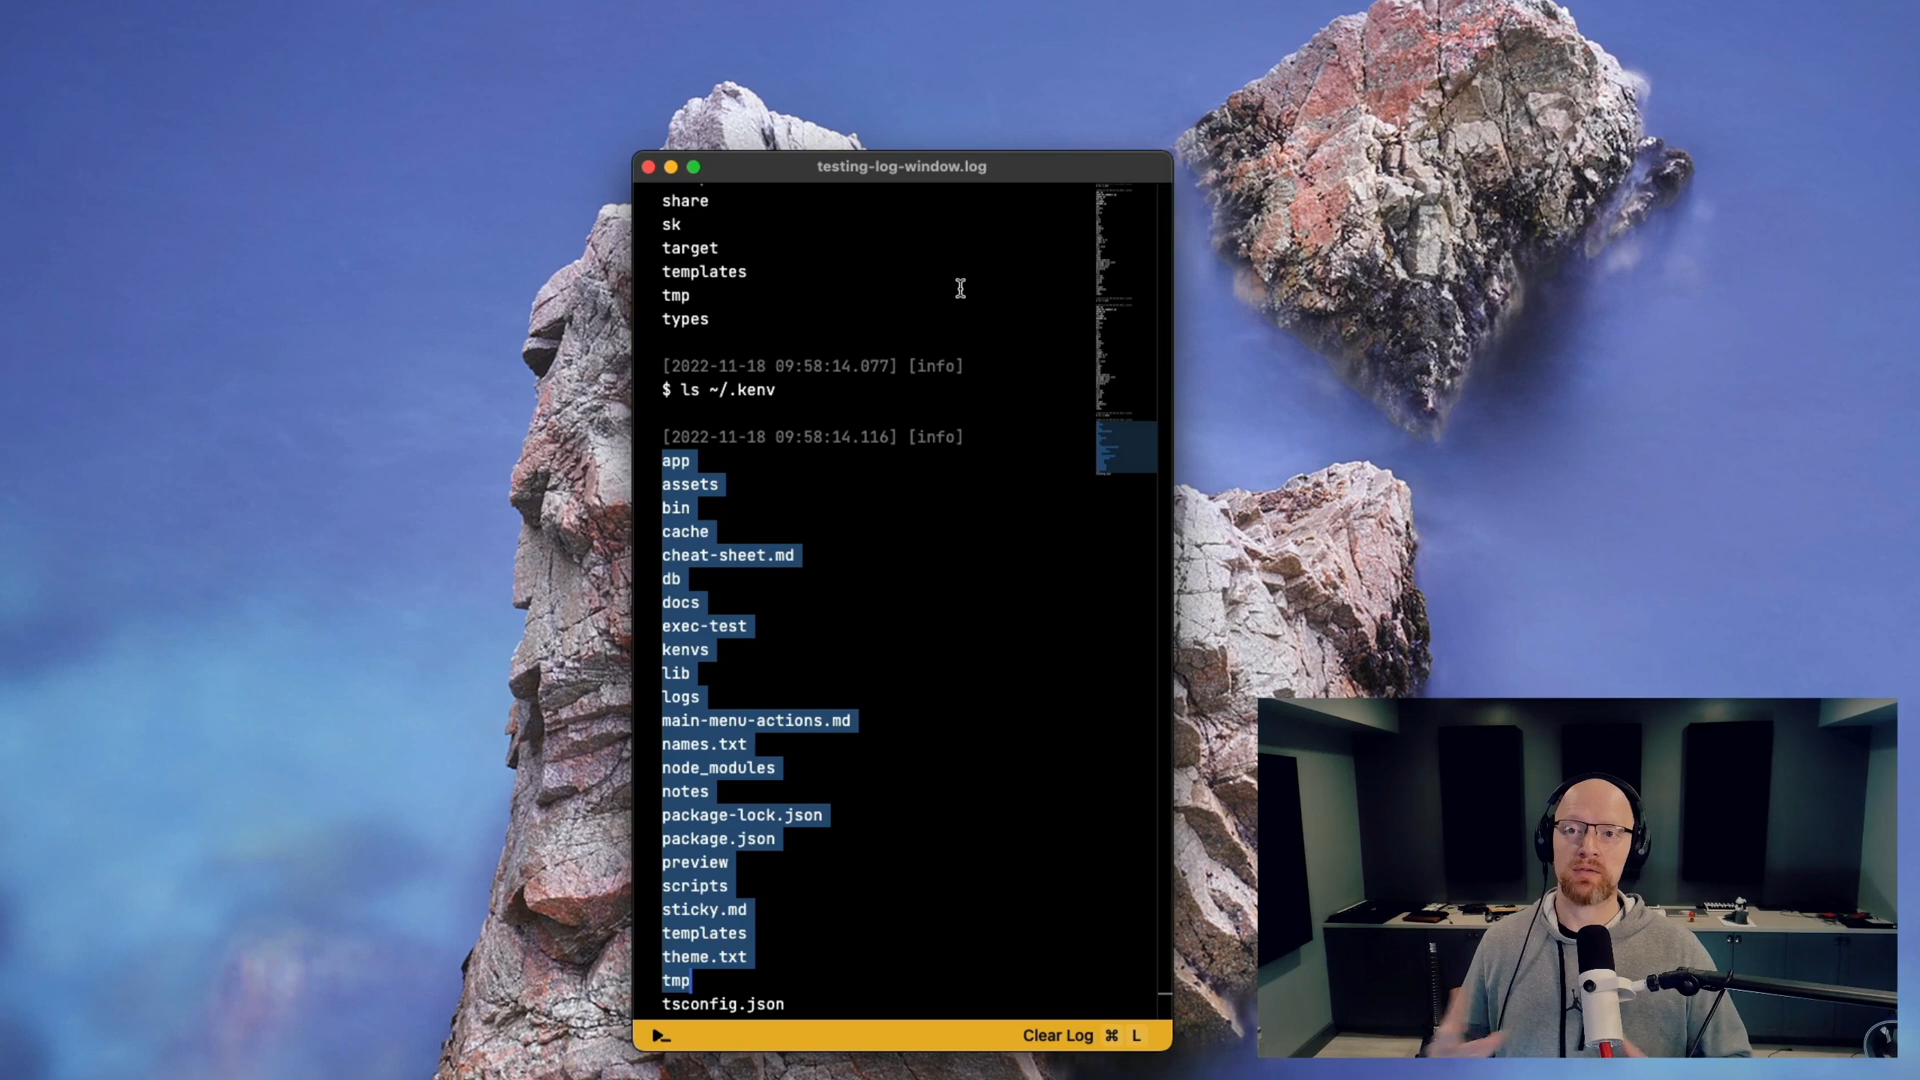 testing-log-window.log
share
sk
target
templates
tmp
types
[2022-11-18 09:58:14.077] [info]
$ ls ~/.kenv
[2022-11-18 09:58:14.116] [info]
app
assets
bin
cache
cheat-sheet.md
db
docs
exec-test
kenvs
lib
logs
main-menu-actions.md
names.txt
node_modules
notes
package-lock.json
package.json
preview
scripts
sticky.md
templates
theme.txt
tmp
tsconfig.json
Clear Log ⌘ L